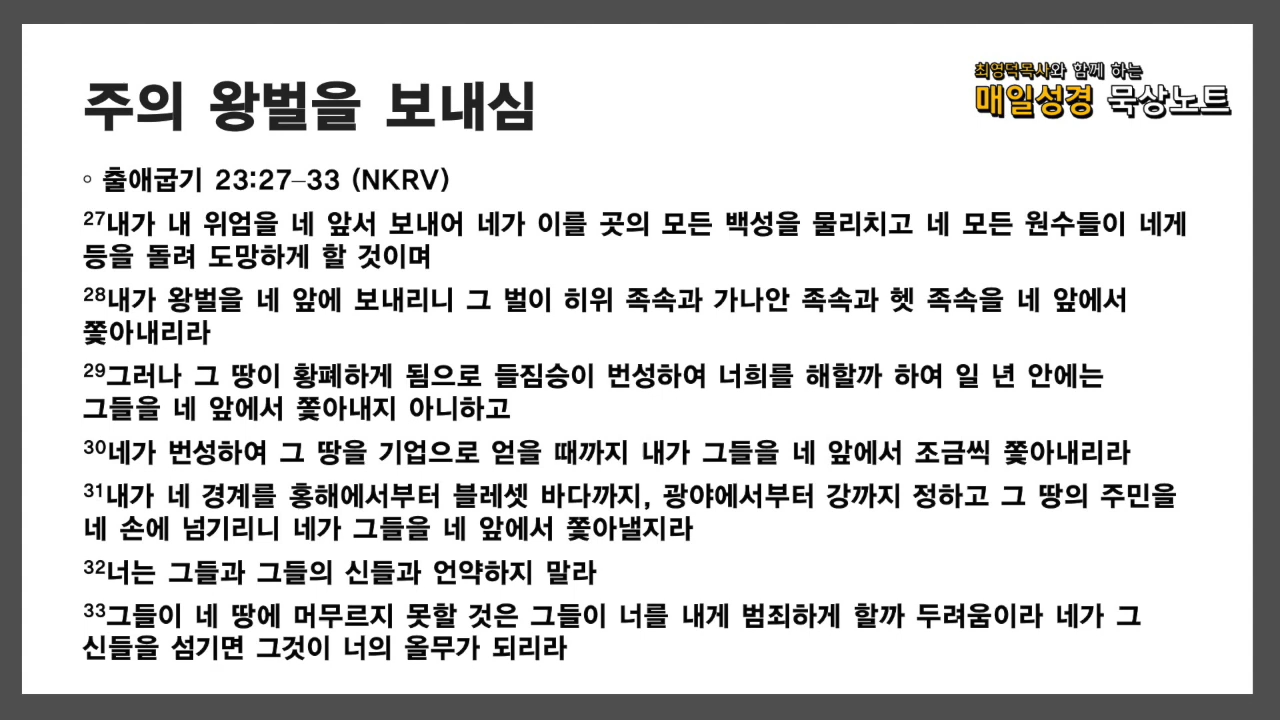 최영덕목사와 함께 하는
매일성경 묵상노트
주의 왕벌을 보내심
◦ 출애굽기 23:27–33 (NKRV)
27내가 내 위엄을 네 앞서 보내어 네가 이를 곳의 모든 백성을 물리치고 네 모든 원수들이 네게
등을 돌려 도망하게 할 것이며
28내가 왕벌을 네 앞에 보내리니 그 벌이 히위 족속과 가나안 족속과 헷 족속을 네 앞에서
쫓아내리라
29그러나 그 땅이 황폐하게 됨으로 들짐승이 번성하여 너희를 해할까 하여 일 년 안에는
그들을 네 앞에서 쫓아내지 아니하고
30네가 번성하여 그 땅을 기업으로 얻을 때까지 내가 그들을 네 앞에서 조금씩 쫓아내리라
31내가 네 경계를 홍해에서부터 블레셋 바다까지, 광야에서부터 강까지 정하고 그 땅의 주민을
네 손에 넘기리니 네가 그들을 네 앞에서 쫓아낼지라
32너는 그들과 그들의 신들과 언약하지 말라
33그들이 네 땅에 머무르지 못할 것은 그들이 너를 내게 범죄하게 할까 두려움이라 네가 그
신들을 섬기면 그것이 너의 올무가 되리라